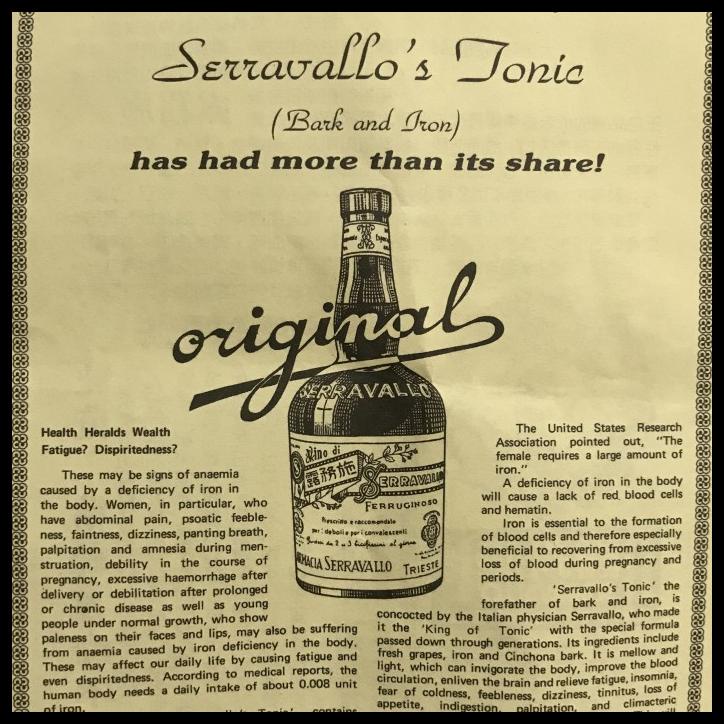 Serravallo's Tonic
(Bark and Iron)
has had more than its share!
original
SERRAVALLO
Vino di
露務施
SERRAVALLO
FERRUGINOSO
Prescritto e raccomandato
per i deboli e per i convalescenti
FARMACIA SERRAVALLO TRIESTE
Health Heralds Wealth
Fatigue? Dispiritedness?
These may be signs of anaemia
caused by a deficiency of iron in
the body. Women, in particular, who
have abdominal pain, psoatic feeble-
ness, faintness, dizziness, panting breath,
palpitation and amnesia during men-
struation, debility in the course of
pregnancy, excessive haemorrhage after
delivery or debilitation after prolonged
or chronic disease as well as young
people under normal growth, who show
paleness on their faces and lips, may also be suffering
from anaemia caused by iron deficiency in the body.
These may affect our daily life by causing fatigue and
even dispiritedness. According to medical reports, the
human body needs a daily intake of about 0.008 unit
of iron.
Tonic' contains
The United States Research
Association pointed out, "The
female requires a large amount of
iron."
A deficiency of iron in the body
will cause a lack of red blood cells
and hematin.
Iron is essential to the formation
of blood cells and therefore especially
beneficial to recovering from excessive
loss of blood during pregnancy and
periods.
'Serravallo's Tonic' the
forefather of bark and iron, is
concocted by the Italian physician Serravallo, who made
it the 'King of Tonic' with the special formula
passed down through generations. Its ingredients include
fresh grapes, iron and Cinchona bark. It is mellow and
light, which can invigorate the body, improve the blood
circulation, enliven the brain and relieve fatigue, insomnia,
fear of coldness, feebleness, dizziness, tinnitus, loss of
appetite, indigestion, palpitation, and climacteric